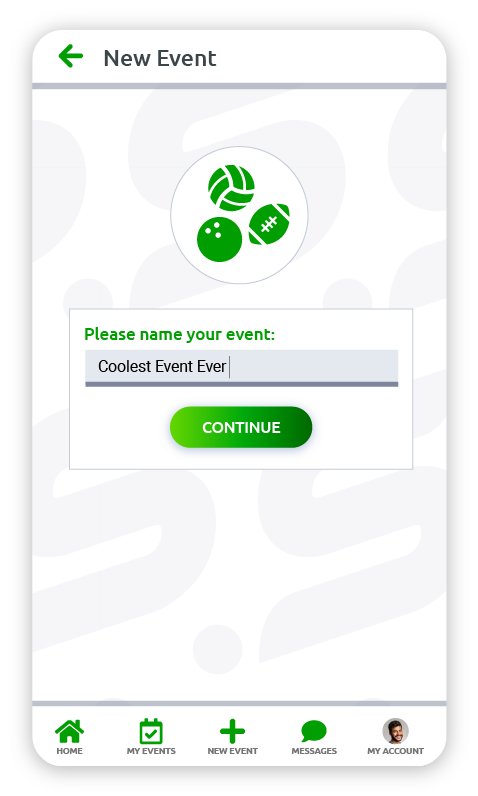 New Event
Please name your event:
Coolest Event Ever
CONTINUE
HOME
MY EVENTS
NEW EVENT
MESSAGES
MY ACCOUNT